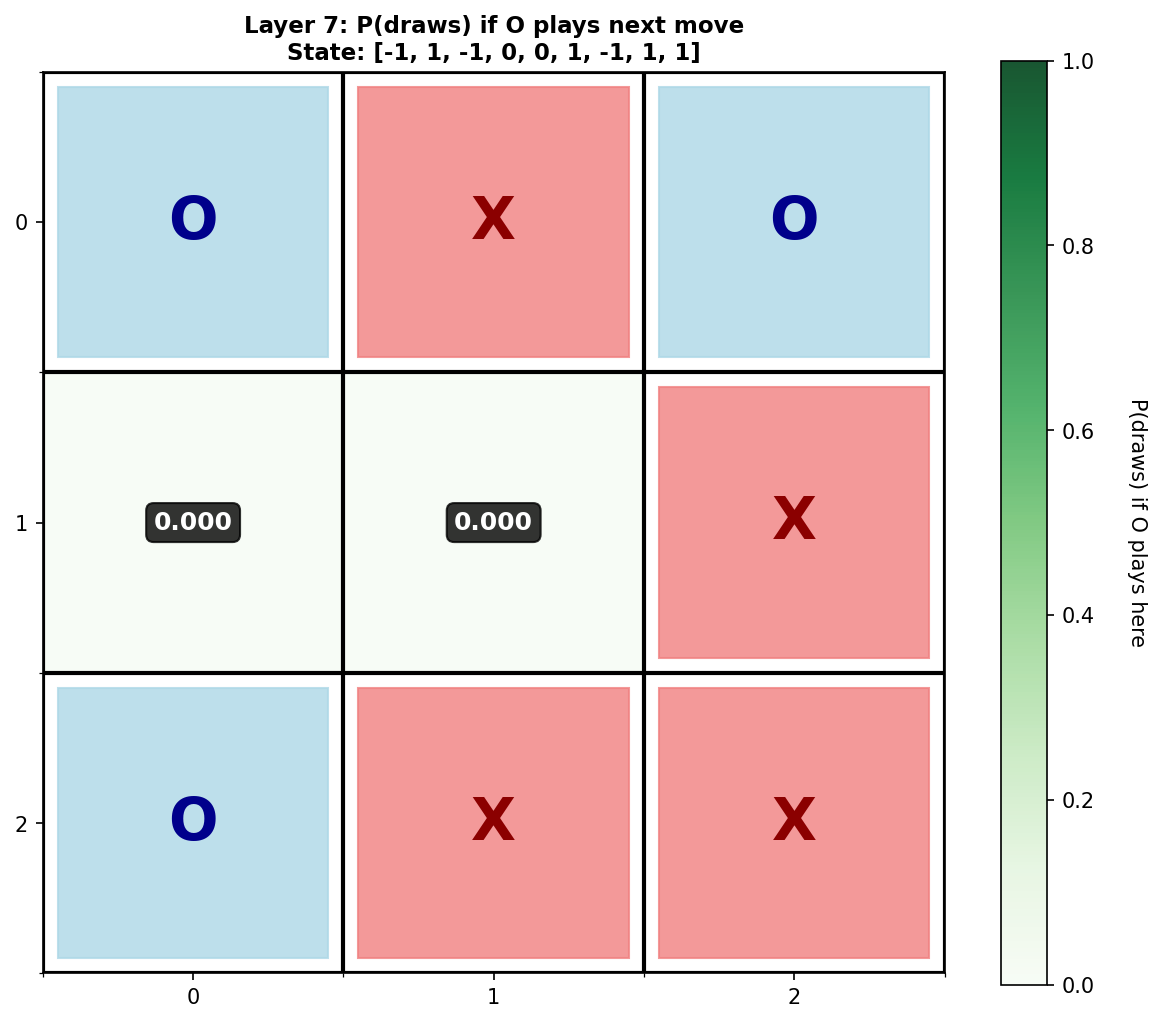 Layer 7: P(draws) if O plays next move
State: [-1, 1, -1, 0, 0, 1, -1, 1, 1]
O X O
0
0.000 0.000 X
1
O X X
2
0 1 2
1.0
0.8
0.6
0.4
0.2
0.0
P(draws) if O plays here